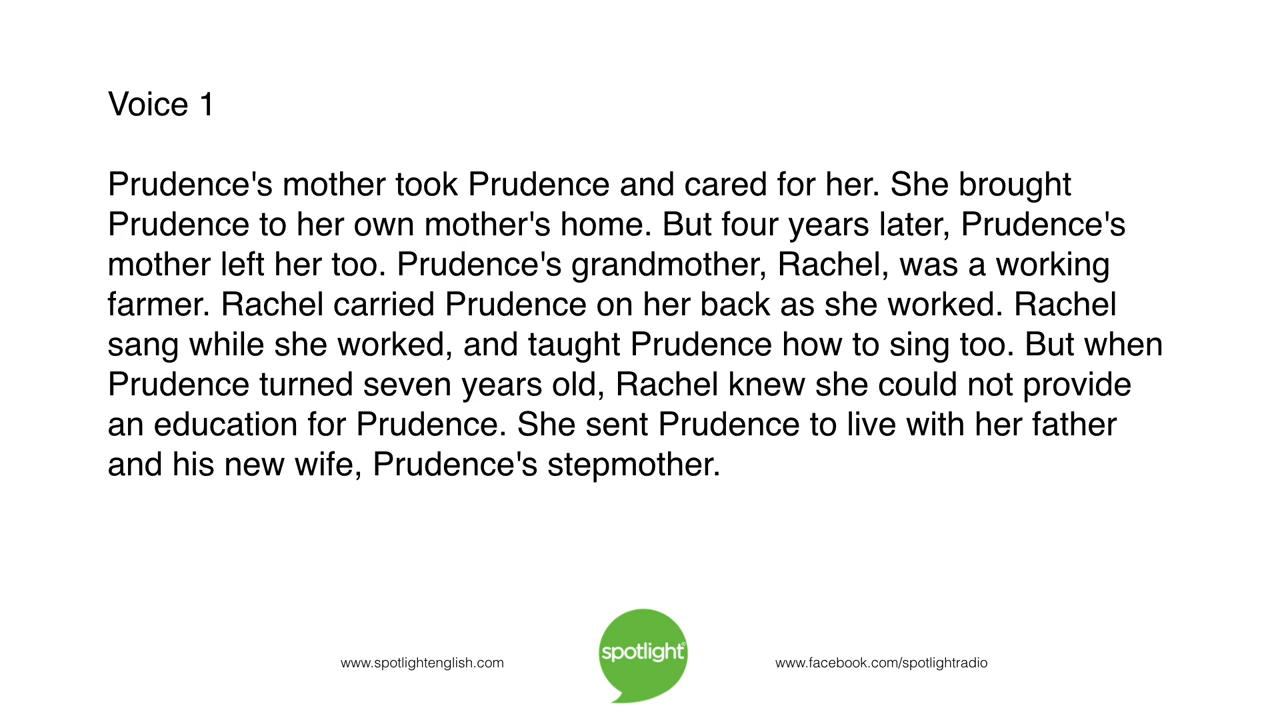 Voice 1
Prudence's mother took Prudence and cared for her. She brought
Prudence to her own mother's home. But four years later, Prudence's
mother left her too. Prudence's grandmother, Rachel, was a working
farmer. Rachel carried Prudence on her back as she worked. Rachel
sang while she worked, and taught Prudence how to sing too. But when
Prudence turned seven years old, Rachel knew she could not provide
an education for Prudence. She sent Prudence to live with her father
and his new wife, Prudence's stepmother.
www.spotlightenglish.com
spotlight®
www.facebook.com/spotlightradio